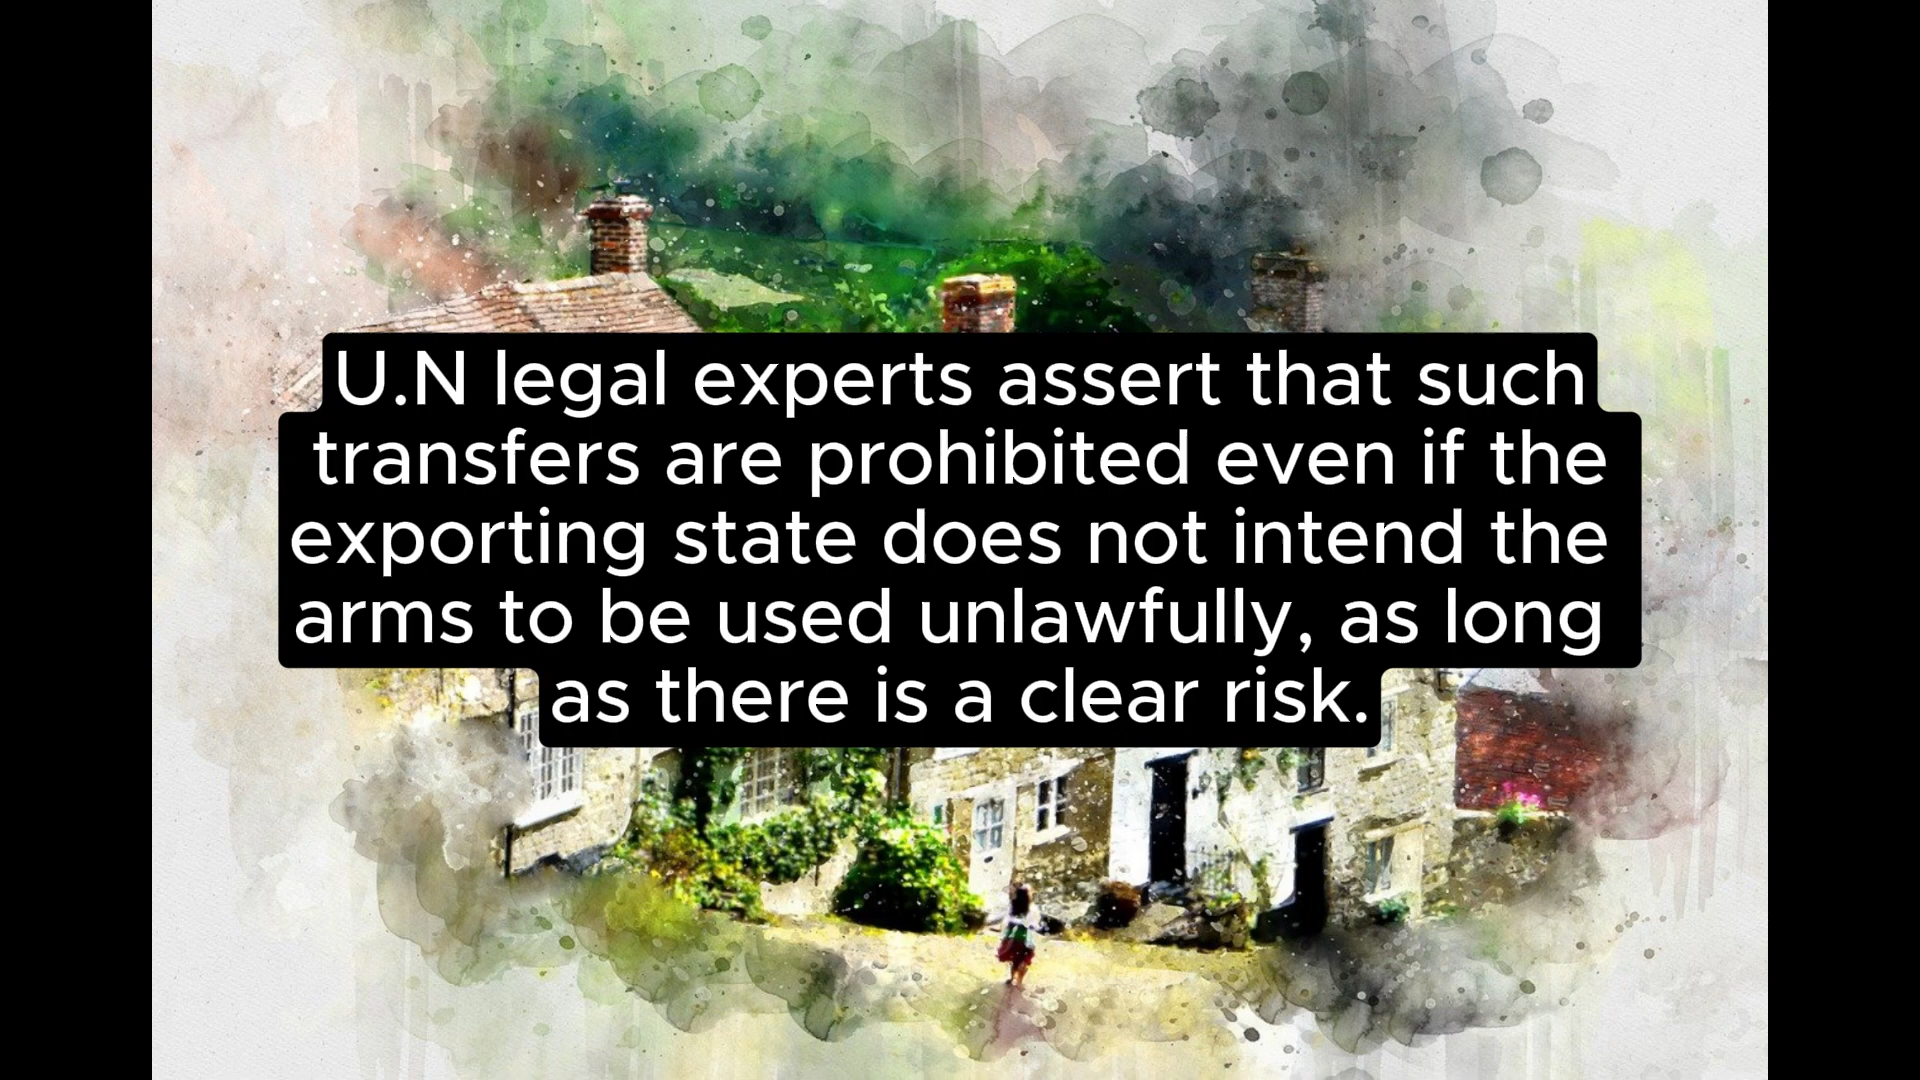 U.N legal experts assert that such
transfers are prohibited even if the
exporting state does not intend the
arms to be used unlawfully, as long
as there is a clear risk.